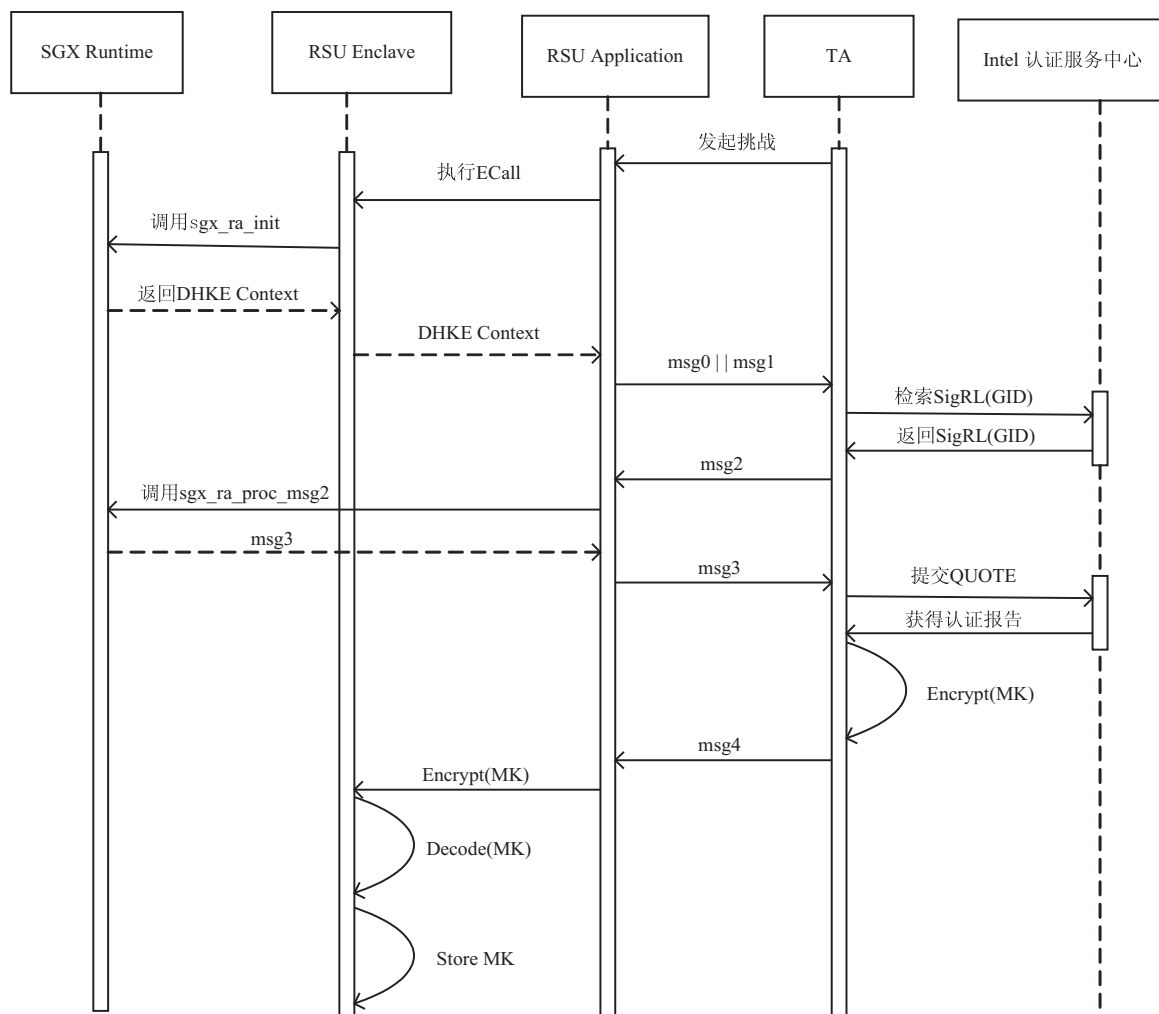 SGX Runtime
RSU Enclave
RSU Application
TA
Intel 认证服务中心
发起挑战
执行ECall
调用sgx_ra_init
返回DHKE Context
DHKE Context
msg0 | | msg1
检索SigRL(GID)
返回SigRL(GID)
msg2
调用sgx_ra_proc_msg2
msg3
msg3
提交QUOTE
获得认证报告
Encrypt(MK)
msg4
Encrypt(MK)
Decode(MK)
Store MK